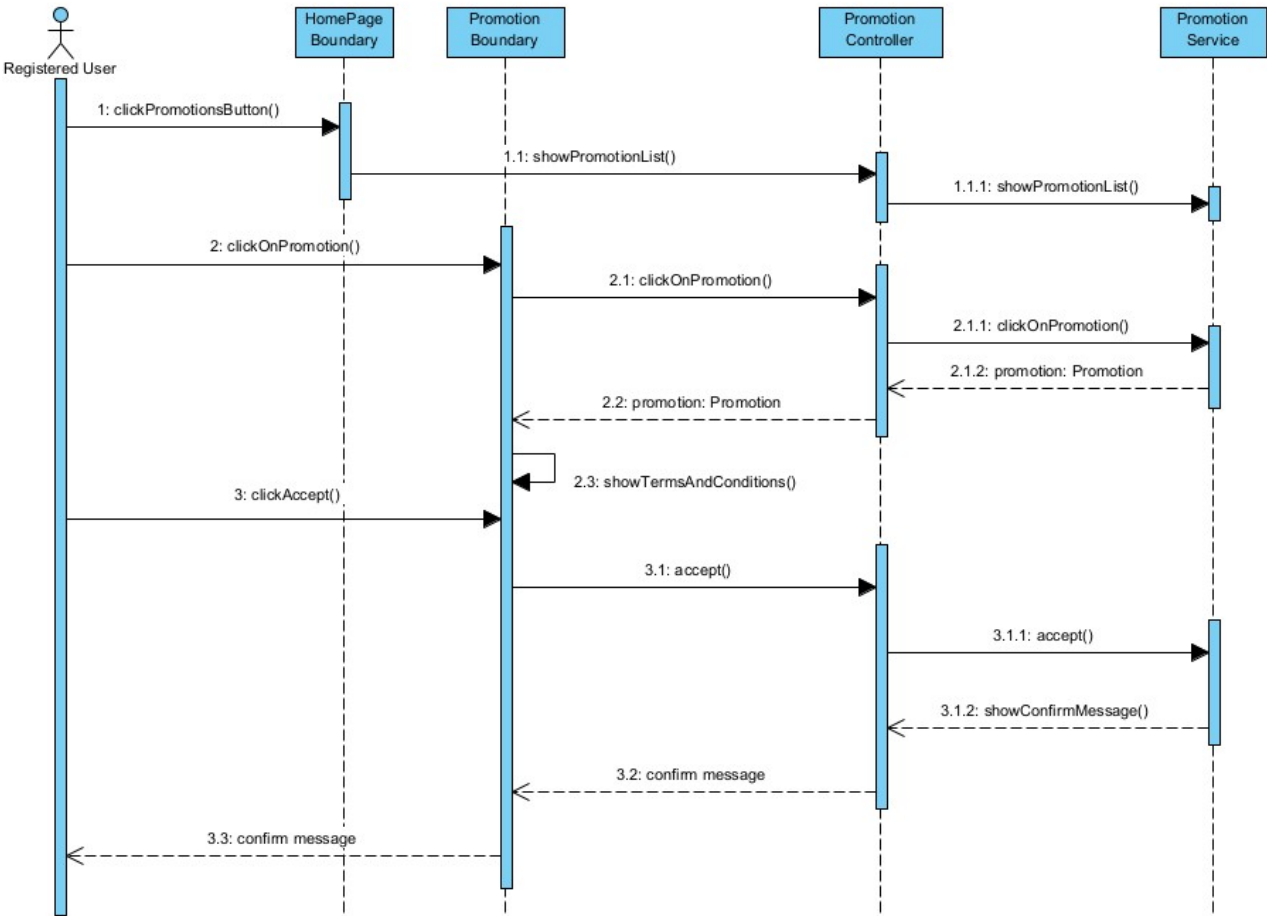 HomePage
Boundary
Promotion
Boundary
Promotion
Controller
Promotion
Service
Registered User
1: clickPromotionsButton()
1.1: showPromotionList()
1.1.1: showPromotionList()
2: clickOnPromotion()
2.1: clickOnPromotion()
2.1.1: clickOnPromotion()
2.1.2: promotion: Promotion
2.2: promotion: Promotion
2.3: showTermsAndConditions()
3: clickAccept()
3.1: accept()
3.1.1: accept()
3.1.2: showConfirmMessage()
3.2: confirm message
3.3: confirm message